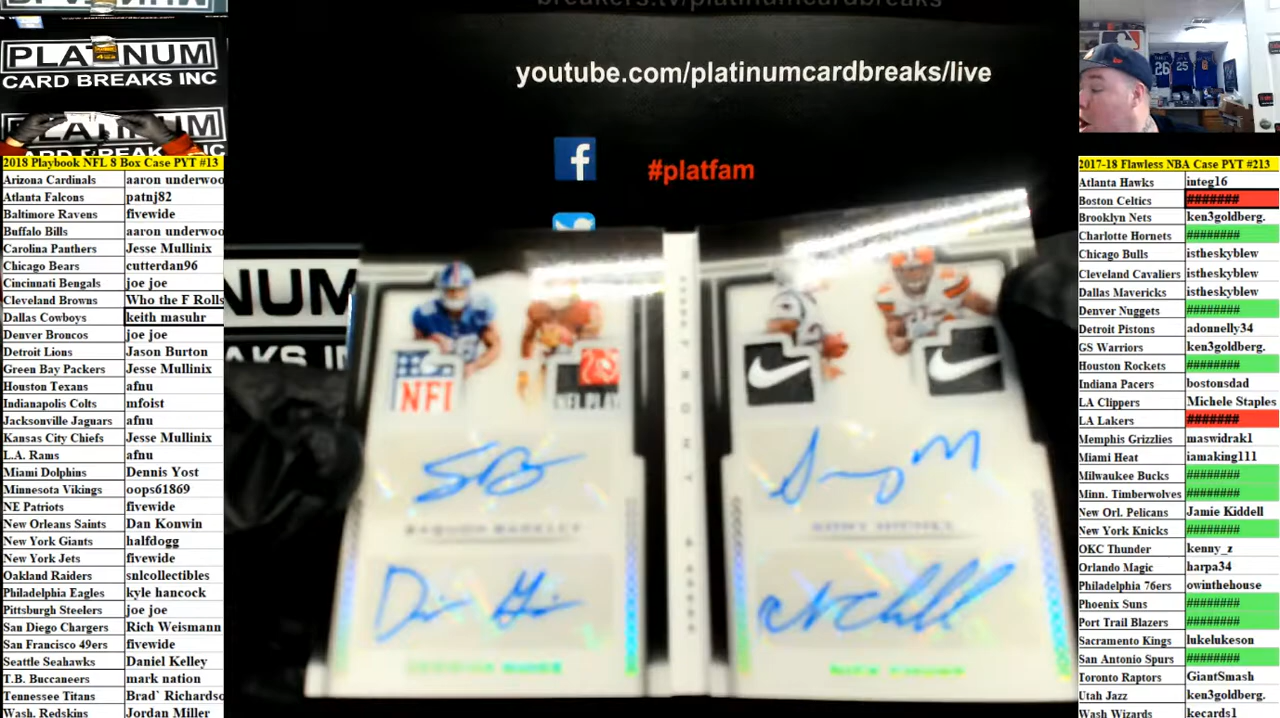 PLATINUM
CARD BREAKS INC
2018 Playbook NFL 8 Box Case PYT #13
Arizona Cardinals aaron underwoo
Atlanta Falcons patnj82
Baltimore Ravens fivewide
Buffalo Bills aaron underwoo
Carolina Panthers Jesse Mullinix
Chicago Bears cutterdan96
Cincinnati Bengals joe joe
Cleveland Browns Who the F Rolls
Dallas Cowboys keith masuhr
Denver Broncos joe joe
Detroit Lions Jason Burton
Green Bay Packers Jesse Mullinix
Houston Texans afnu
Indianapolis Colts mfoist
Jacksonville Jaguars afnu
Kansas City Chiefs Jesse Mullinix
L.A. Rams afnu
Miami Dolphins Dennis Yost
Minnesota Vikings oops61869
NE Patriots fivewide
New Orleans Saints Dan Konwin
New York Giants halfdogg
New York Jets fivewide
Oakland Raiders snlcollectibles
Philadelphia Eagles kyle hancock
Pittsburgh Steelers joe joe
San Diego Chargers Rich Weismann
San Francisco 49ers fivewide
Seattle Seahawks Daniel Kelley
T.B. Buccaneers mark nation
Tennessee Titans Brad` Richardso
Wash. Redskins Jordan Miller
breakers.tv/platinumcardbreaks
youtube.com/platinumcardbreaks/live
#platfam
NUM
KS IN
NFL
NFL PLAY
26
25
2017-18 Flawless NBA Case PYT #213
Atlanta Hawks integ16
Boston Celtics #######
Brooklyn Nets ken3goldberg.
Charlotte Hornets ########
Chicago Bulls istheskyblew
Cleveland Cavaliers istheskyblew
Dallas Mavericks istheskyblew
Denver Nuggets ########
Detroit Pistons adonnelly34
GS Warriors ken3goldberg.
Houston Rockets ########
Indiana Pacers bostonsdad
LA Clippers Michele Staples
LA Lakers #######
Memphis Grizzlies maswidrak1
Miami Heat iamaking111
Milwaukee Bucks ########
Minn. Timberwolves ########
New Orl. Pelicans Jamie Kiddell
New York Knicks ########
OKC Thunder kenny_z
Orlando Magic harpa34
Philadelphia 76ers owinthehouse
Phoenix Suns ########
Port Trail Blazers ########
Sacramento Kings lukelukeson
San Antonio Spurs ########
Toronto Raptors GiantSmash
Utah Jazz ken3goldberg.
Wash Wizards kecards1